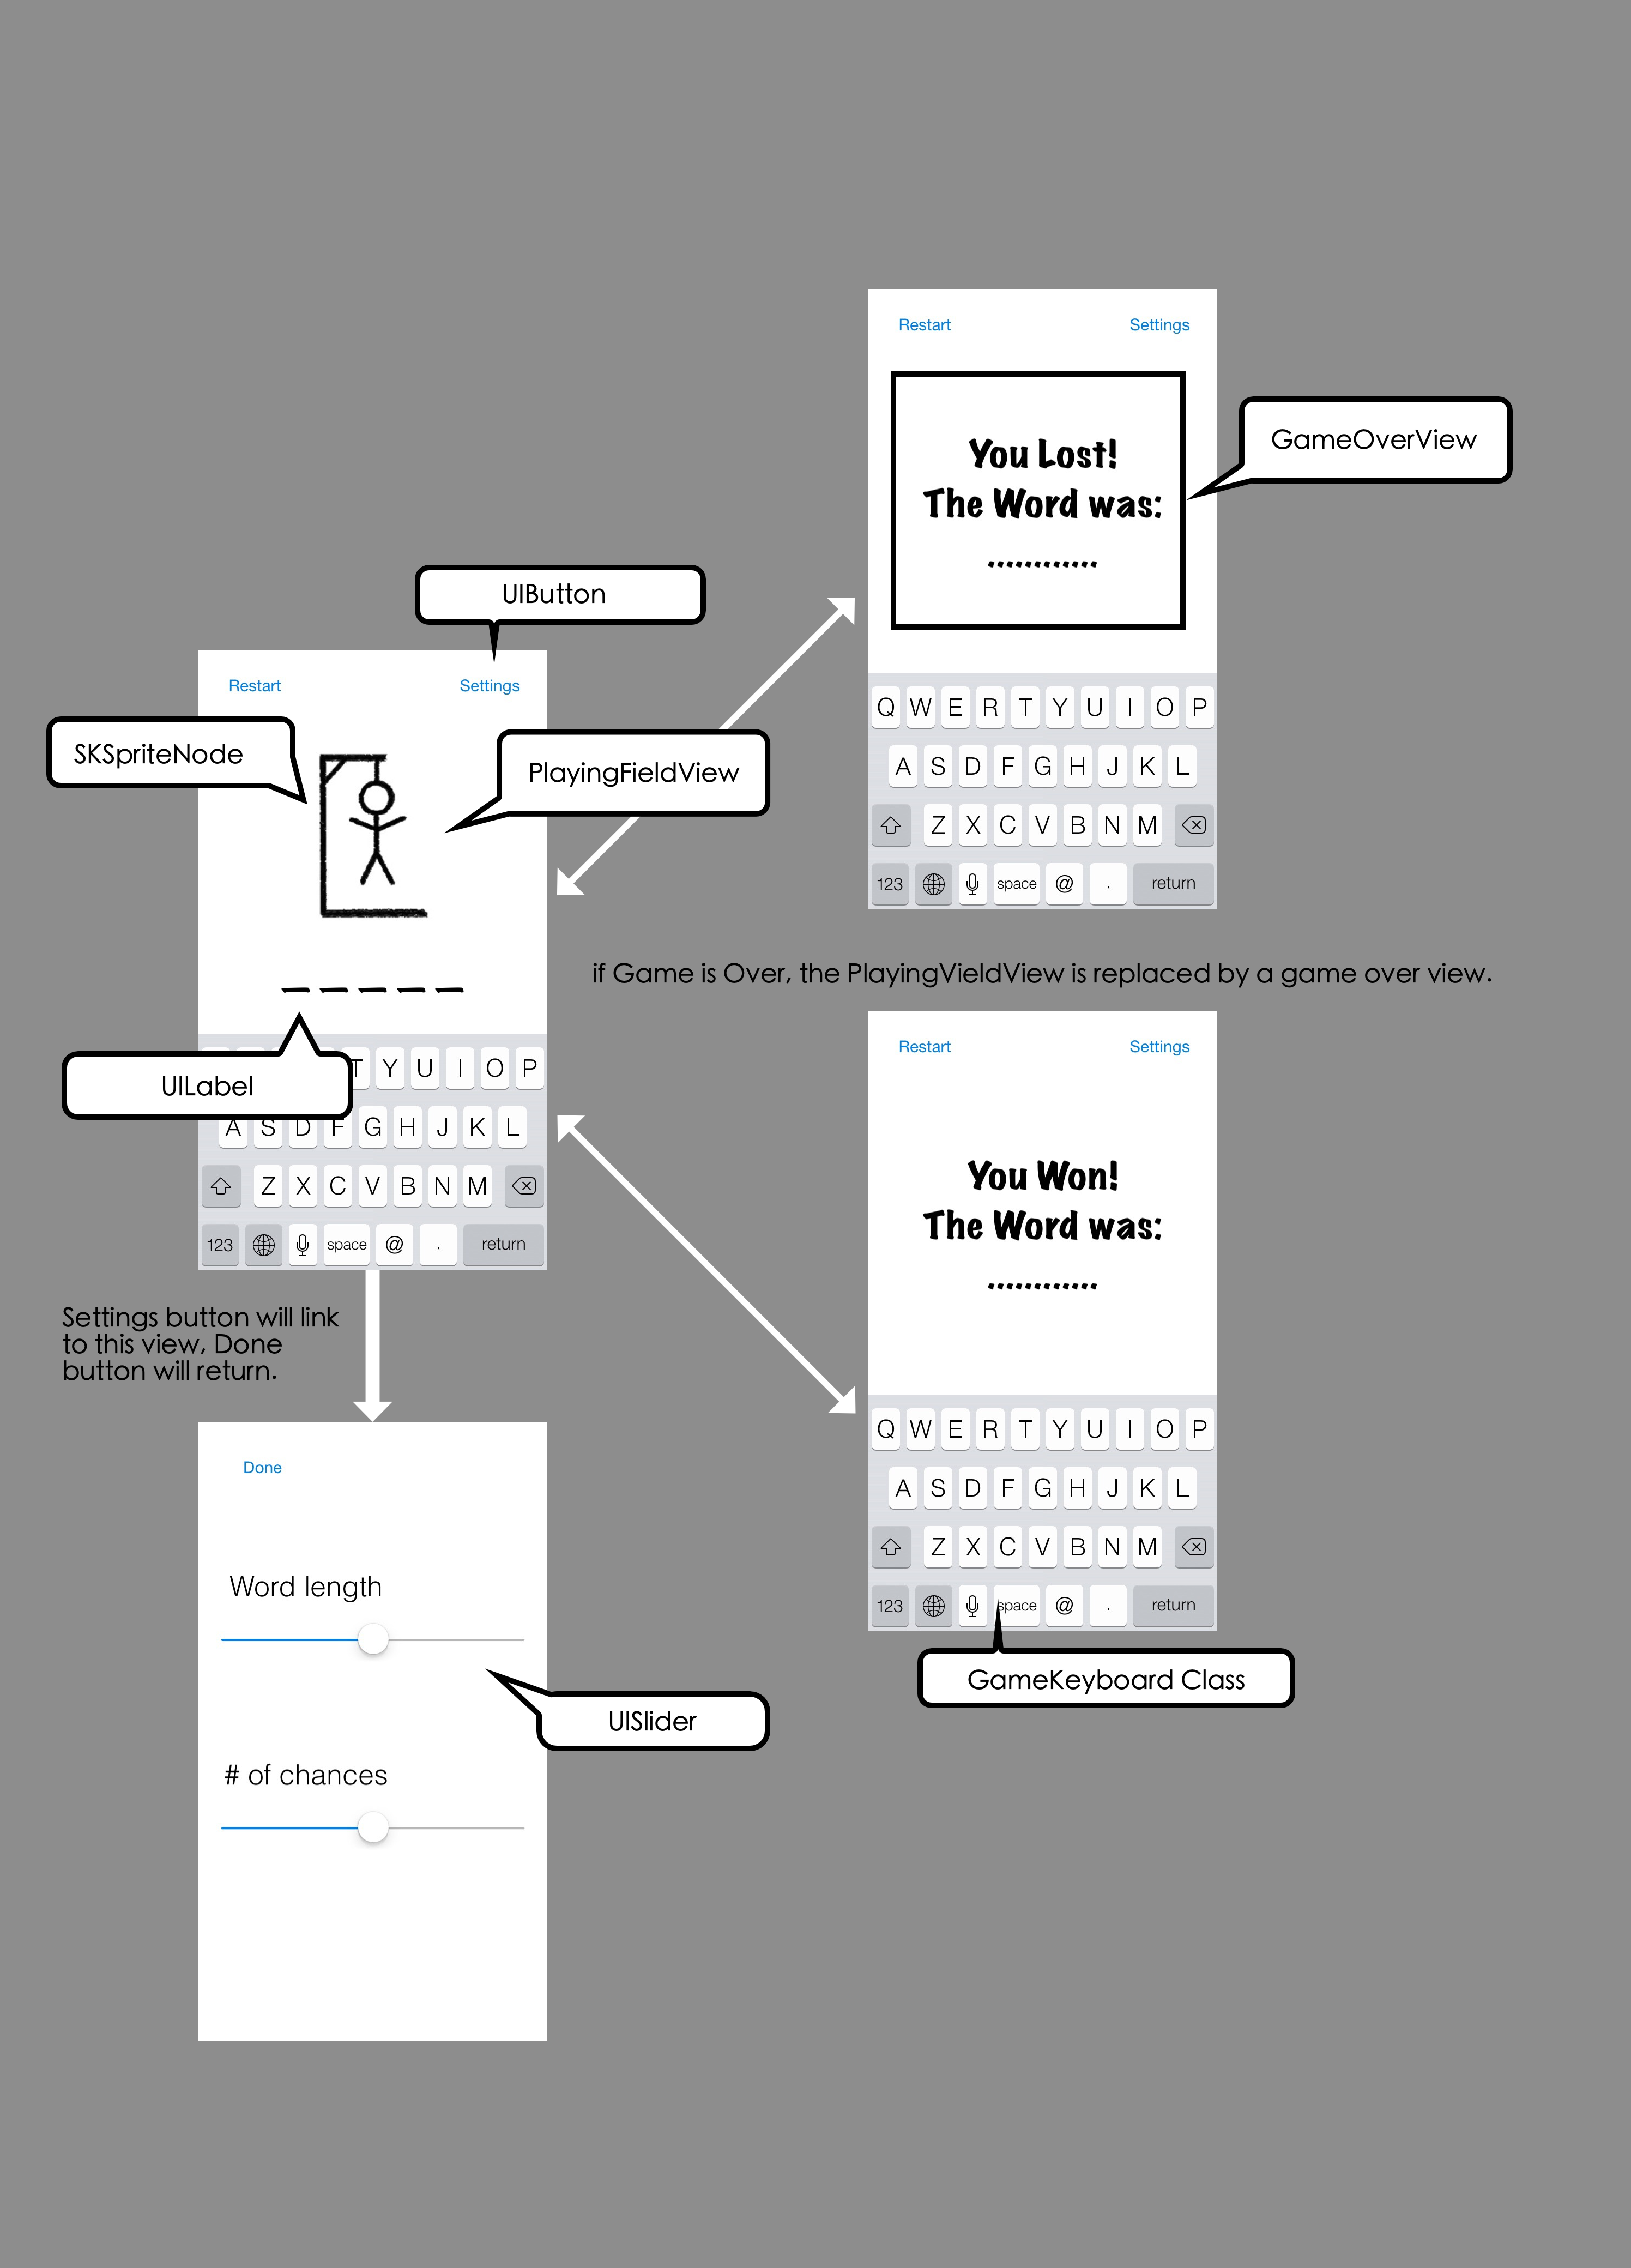 Restart
Settings
You Lost!
The Word was:
............
GameOverView
Q W E R T Y U I O P
A S D F G H J K L
Z X C V B N M
123 space @ . return
UIButton
Restart
Settings
SKSpriteNode
PlayingFieldView
_ _ _ _ _
UILabel
T Y U I O P
A S D F G H J K L
Z X C V B N M
123 space @ . return
if Game is Over, the PlayingVieldView is replaced by a game over view.
Restart
Settings
You Won!
The Word was:
............
Q W E R T Y U I O P
A S D F G H J K L
Z X C V B N M
123 space @ . return
GameKeyboard Class
Settings button will link
to this view, Done
button will return.
Done
Word length
UISlider
# of chances